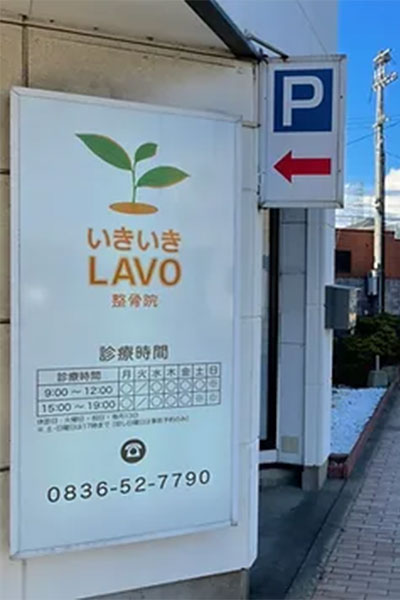 いきいき
LAVO
整骨院
診療時間
診療時間 月 火 水 木 金 土 日
9:00 〜 12:00 〇 ／ 〇 〇 〇 〇 〇
15:00 〜 19:00 〇 ／ 〇 〇 〇 ※ ※
0836-52-7790
P